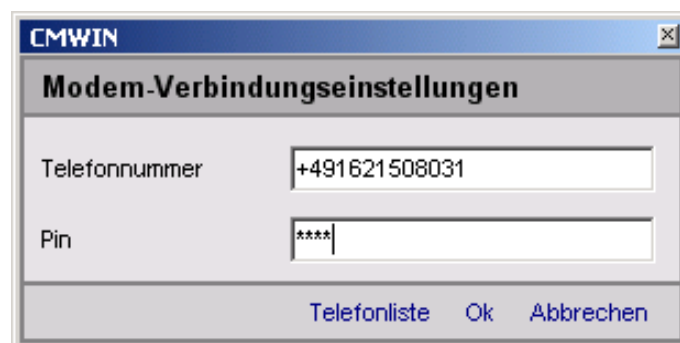 CMWIN
Modem-Verbindungseinstellungen
Telefonnummer +491621508031
Pin ****
Telefonliste Ok Abbrechen